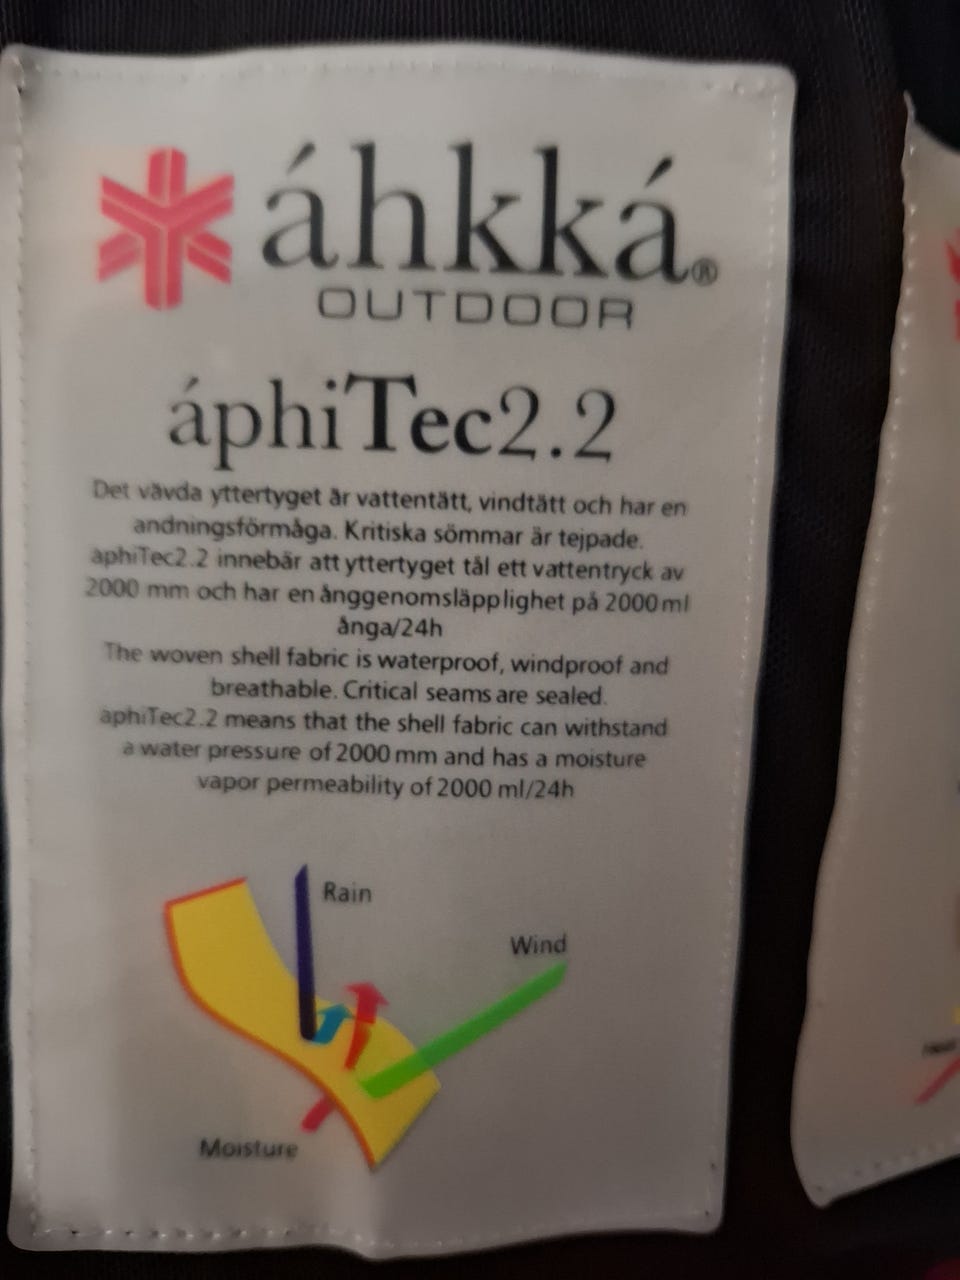 áhkká®
OUTDOOR
áphiTec2.2
Det vävda yttertyget är vattentätt, vindtätt och har en
andningsförmåga. Kritiska sömmar är tejpade.
aphiTec2.2 innebär att yttertyget tål ett vattentryck av
2000 mm och har en ånggenomsläpplighet på 2000 ml
ånga/24h
The woven shell fabric is waterproof, windproof and
breathable. Critical seams are sealed.
aphiTec2.2 means that the shell fabric can withstand
a water pressure of 2000 mm and has a moisture
vapor permeability of 2000 ml/24h
Rain
Wind
Moisture